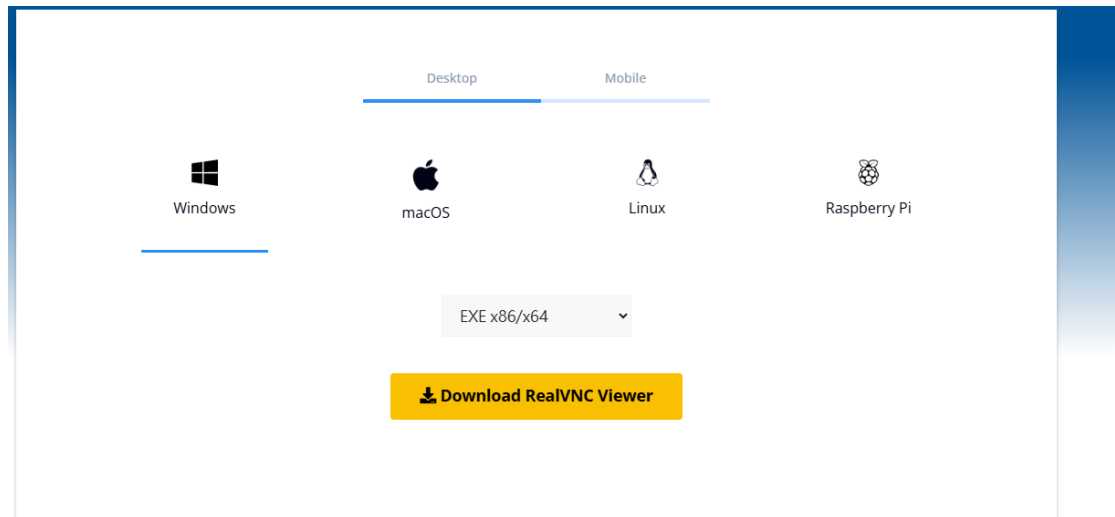 Desktop
Mobile
Windows
macOS
Linux
Raspberry Pi
EXE x86/x64
Download RealVNC Viewer